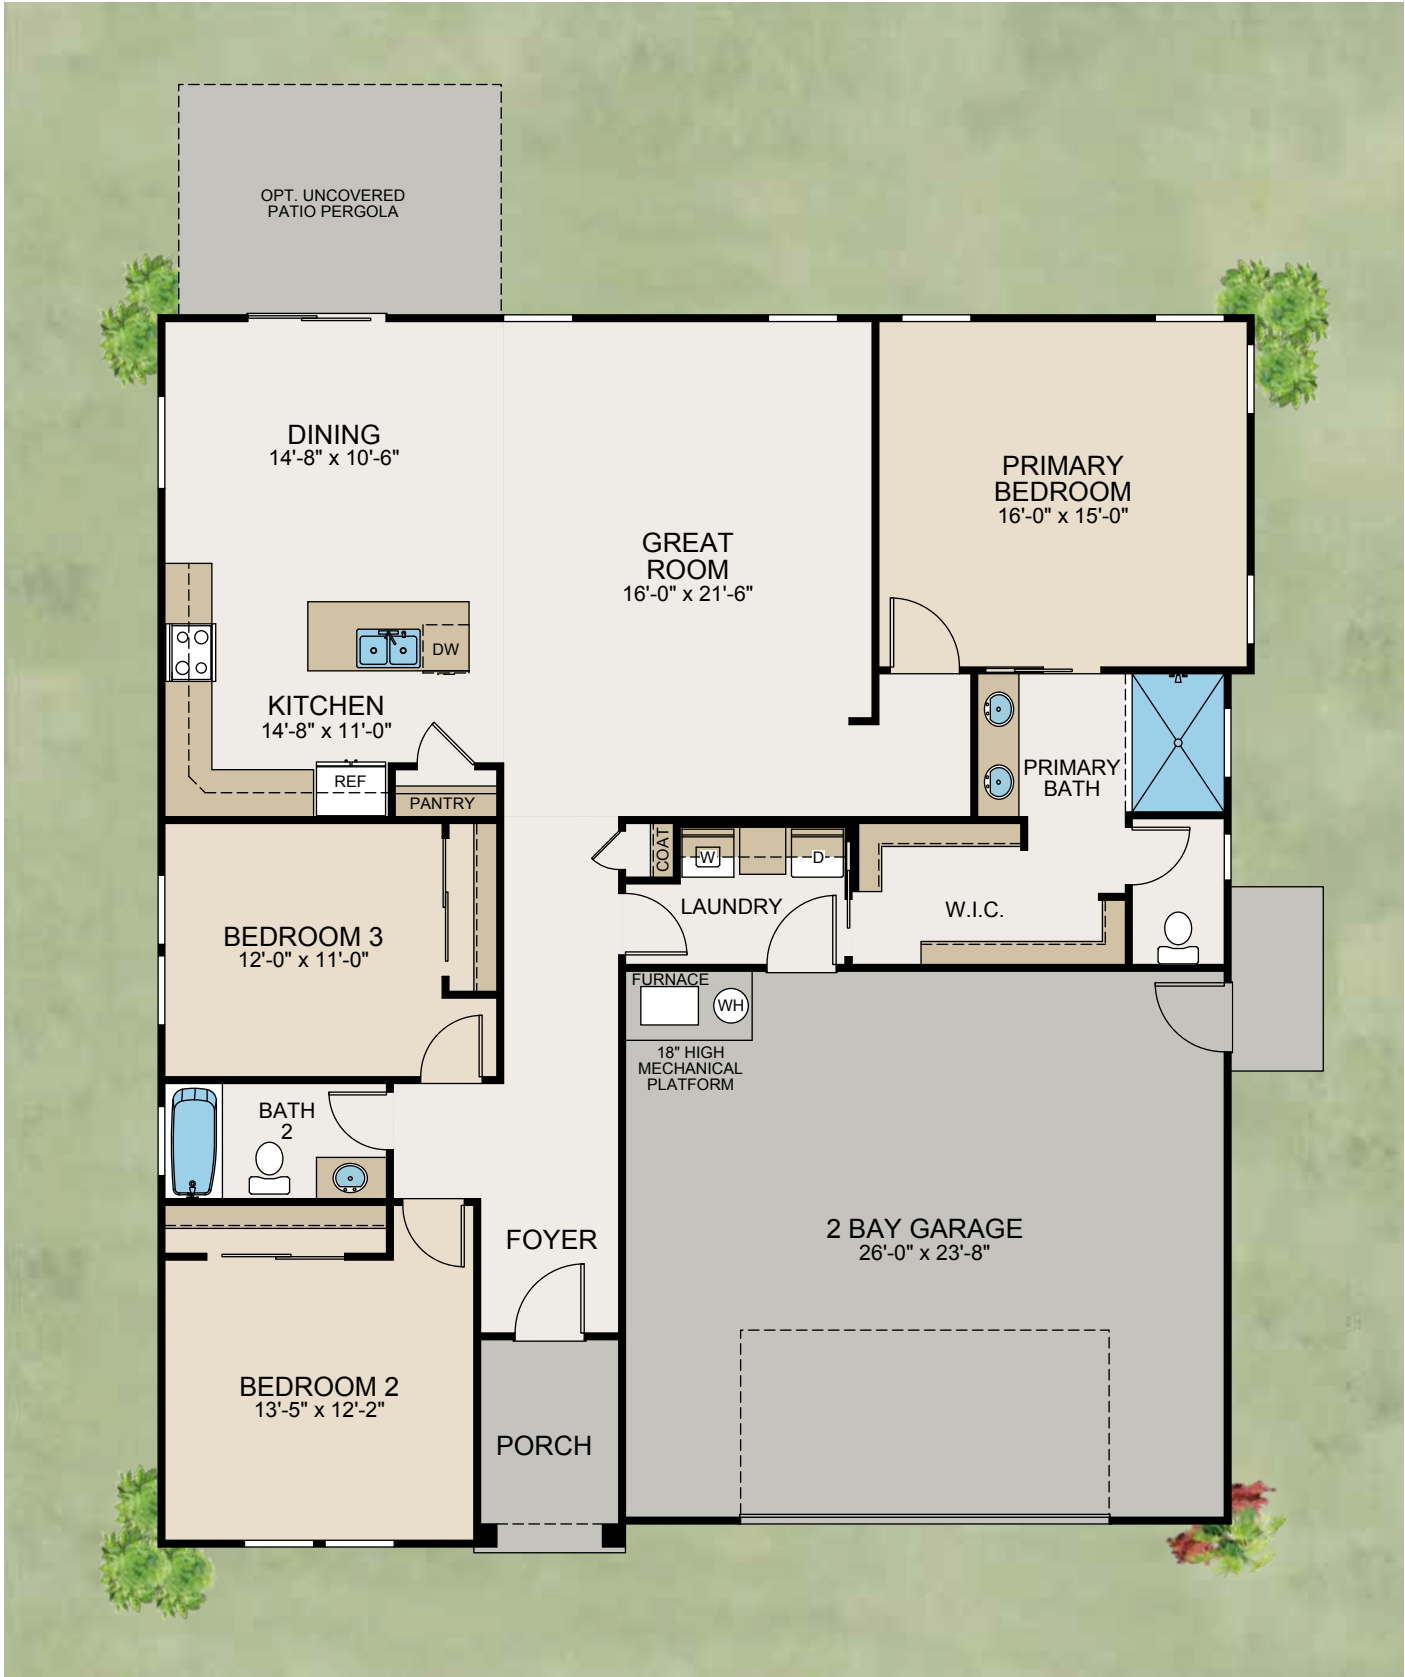 OPT. UNCOVERED
PATIO PERGOLA
DINING
14'-8" x 10'-6"
PRIMARY
BEDROOM
16'-0" x 15'-0"
GREAT
ROOM
16'-0" x 21'-6"
DW
KITCHEN
14'-8" x 11'-0"
REF
PANTRY
PRIMARY
BATH
COAT
W
D
LAUNDRY
W.I.C.
BEDROOM 3
12'-0" x 11'-0"
FURNACE
WH
18" HIGH
MECHANICAL
PLATFORM
BATH
2
FOYER
2 BAY GARAGE
26'-0" x 23'-8"
BEDROOM 2
13'-5" x 12'-2"
PORCH